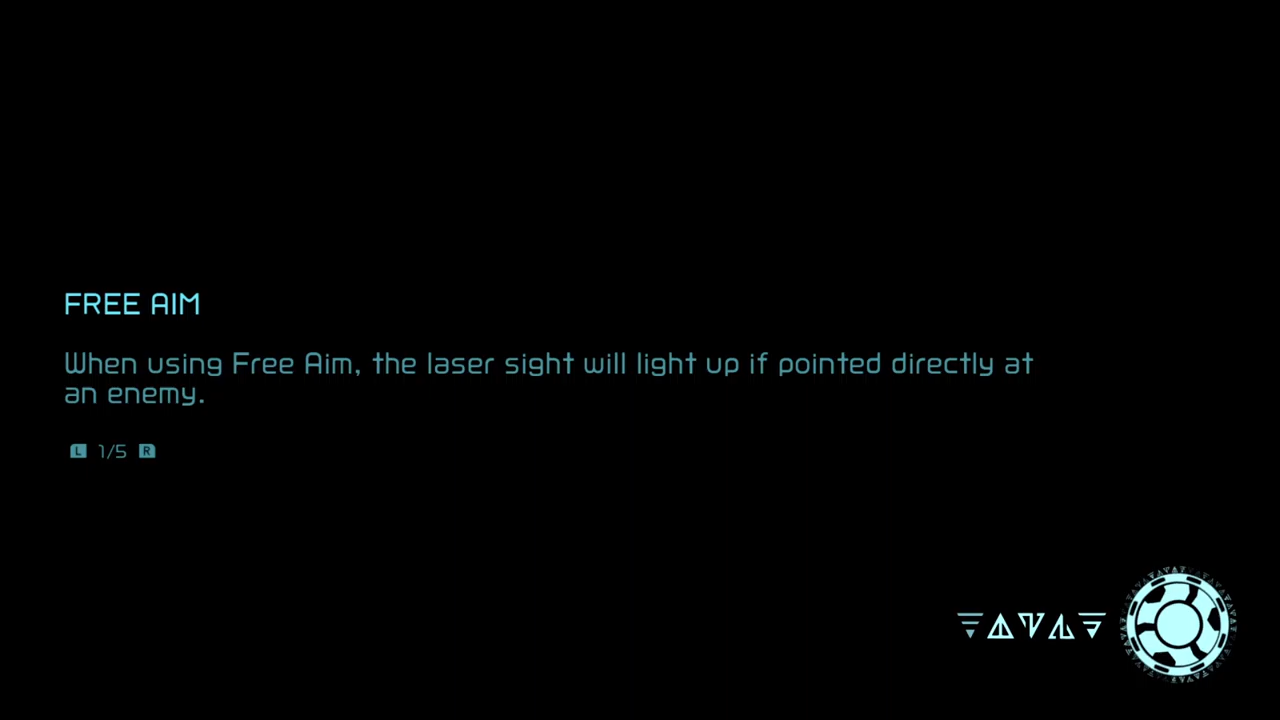 FREE AIM
When using Free Aim, the laser sight will light up if pointed directly at
an enemy.
L 1/5 R